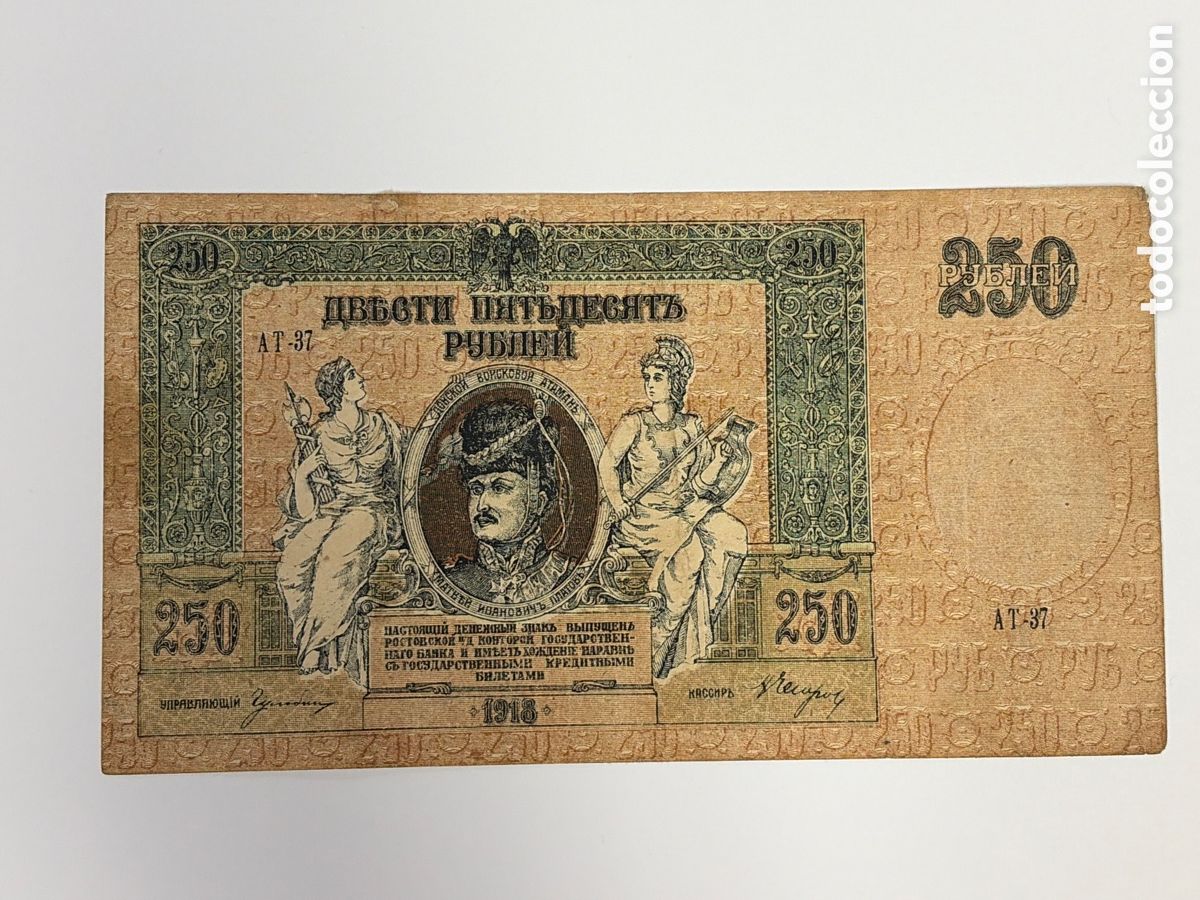 250
250
250
РУБЛЕЙ
ДВѢСТИ ПЯТЬДЕСЯТЪ
РУБЛЕЙ
АТ-37
ДОНСКОЙ ВОЙСКОВОЙ АТАМАНЪ
МАТВѢЙ ИВАНОВИЧЪ ПЛАТОВЪ
250
250
АТ-37
НАСТОЯЩІЙ ДЕНЕЖНЫЙ ЗНАКЪ ВЫПУЩЕНЪ
РОСТОВСКОЙ н/Д КОНТОРОЙ ГОСУДАРСТВЕН-
НАГО БАНКА И ИМѢЕТЪ ХОЖДЕНІЕ НАРАВНѢ
СЪ ГОСУДАРСТВЕННЫМИ КРЕДИТНЫМИ
БИЛЕТАМИ
УПРАВЛЯЮЩІЙ
КАССИРЪ
1918
todocoleccion